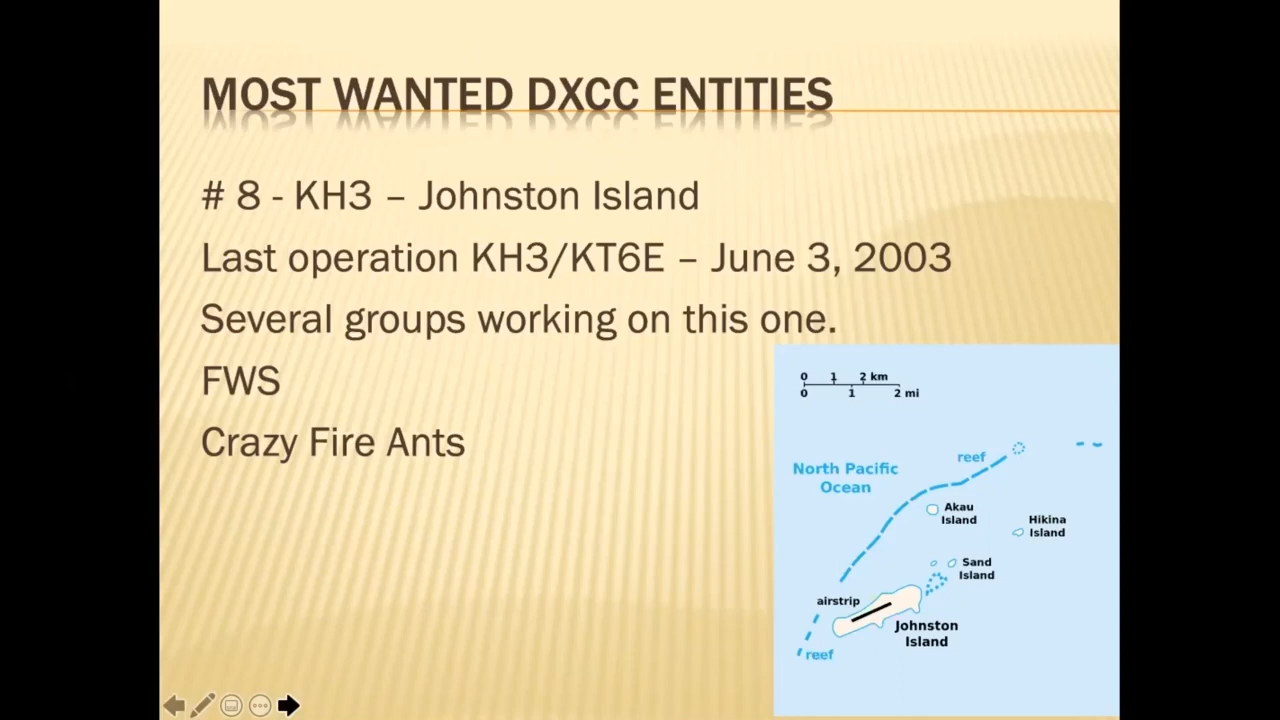 MOST WANTED DXCC ENTITIES
# 8 - KH3 – Johnston Island
Last operation KH3/KT6E – June 3, 2003
Several groups working on this one.
FWS
Crazy Fire Ants
0 1 2 km
0 1 2 mi
North Pacific
Ocean
reef
Akau
Island
Hikina
Island
Sand
Island
airstrip
Johnston
Island
reef